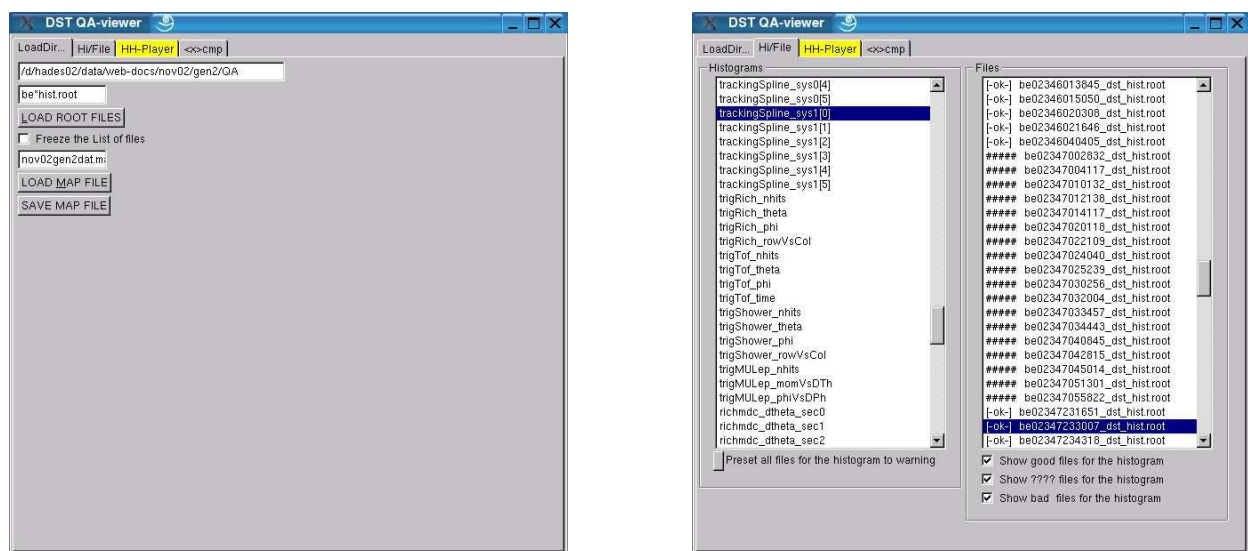 DST QA-viewer
LoadDir... Hi/File HH-Player <x>cmp
/d/hades02/data/web-docs/nov02/gen2/QA
be*hist.root
LOAD ROOT FILES
Freeze the List of files
nov02gen2dat.ma
LOAD MAP FILE
SAVE MAP FILE
DST QA-viewer
LoadDir... Hi/File HH-Player <x>cmp
Histograms
trackingSpline_sys0[4]
trackingSpline_sys0[5]
trackingSpline_sys1[0]
trackingSpline_sys1[1]
trackingSpline_sys1[2]
trackingSpline_sys1[3]
trackingSpline_sys1[4]
trackingSpline_sys1[5]
trigRich_nhits
trigRich_theta
trigRich_phi
trigRich_rowVsCol
trigTof_nhits
trigTof_theta
trigTof_phi
trigTof_time
trigShower_nhits
trigShower_theta
trigShower_phi
trigShower_rowVsCol
trigMULep_nhits
trigMULep_momVsDTh
trigMULep_phiVsDPh
richmdc_dtheta_sec0
richmdc_dtheta_sec1
richmdc_dtheta_sec2
Preset all files for the histogram to warning
Files
[-ok-] be02346013845_dst_hist.root
[-ok-] be02346015050_dst_hist.root
[-ok-] be02346020308_dst_hist.root
[-ok-] be02346021646_dst_hist.root
[-ok-] be02346040405_dst_hist.root
##### be02347002832_dst_hist.root
##### be02347004117_dst_hist.root
##### be02347010132_dst_hist.root
##### be02347012138_dst_hist.root
##### be02347014117_dst_hist.root
##### be02347020118_dst_hist.root
##### be02347022109_dst_hist.root
##### be02347024040_dst_hist.root
##### be02347025239_dst_hist.root
##### be02347030256_dst_hist.root
##### be02347032004_dst_hist.root
##### be02347033457_dst_hist.root
##### be02347034443_dst_hist.root
##### be02347040845_dst_hist.root
##### be02347042815_dst_hist.root
##### be02347045014_dst_hist.root
##### be02347051301_dst_hist.root
##### be02347055822_dst_hist.root
[-ok-] be02347231651_dst_hist.root
[-ok-] be02347233007_dst_hist.root
[-ok-] be02347234318_dst_hist.root
Show good files for the histogram
Show ???? files for the histogram
Show bad files for the histogram